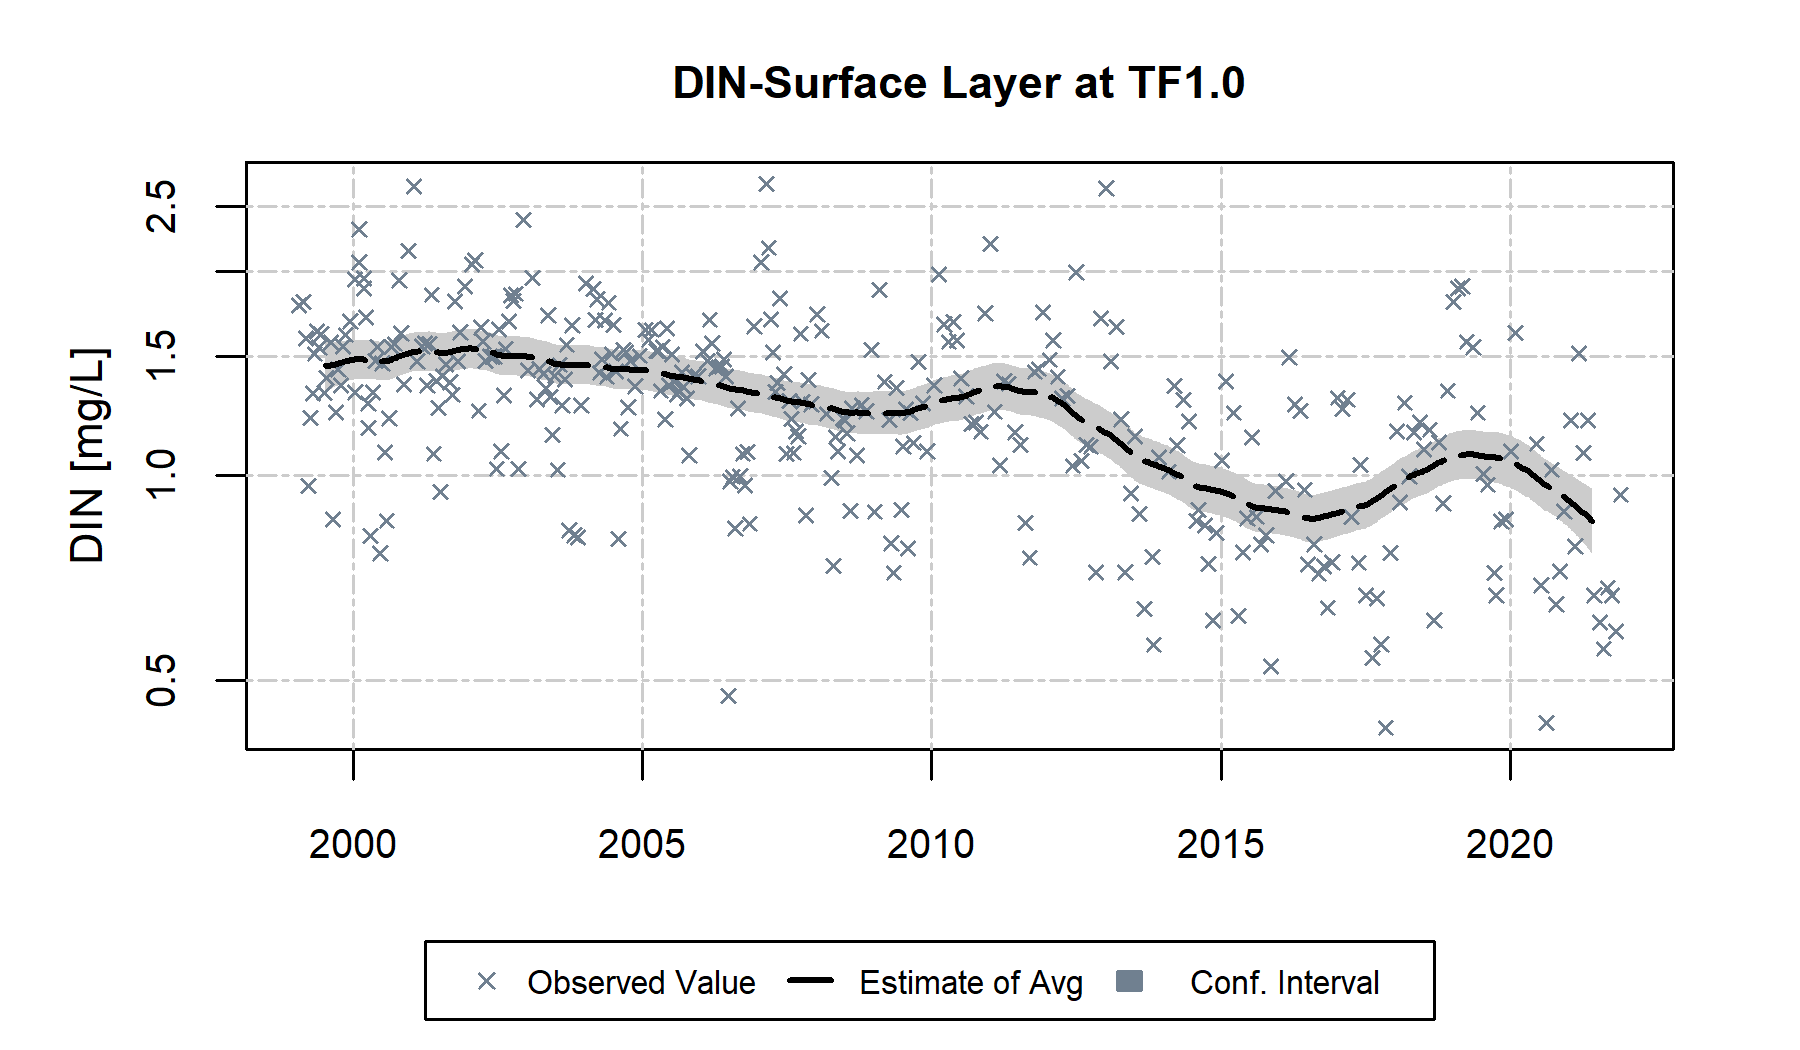 DIN-Surface Layer at TF1.0
DIN [mg/L]
2.5
1.5
1.0
0.5
2000 2005 2010 2015 2020
Observed Value Estimate of Avg Conf. Interval